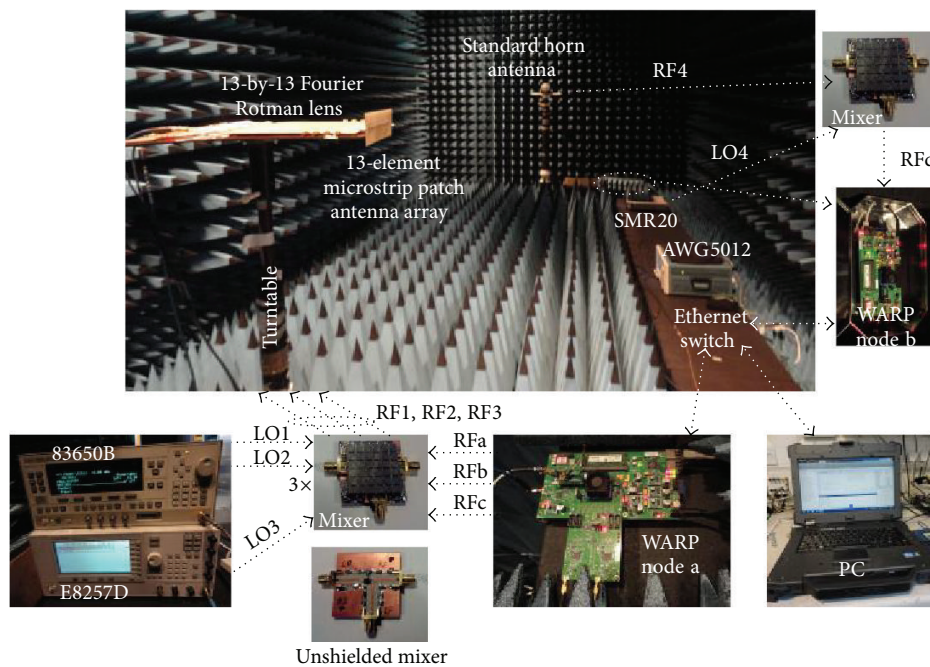 Standard horn
antenna
RF4
13-by-13 Fourier
Rotman lens
Mixer
LO4
RFd
13-element
microstrip patch
antenna array
SMR20
AWG5012
Turntable
Ethernet
switch
WARP
node b
RF1, RF2, RF3
83650B
LO1
LO2
3×
LO3
Mixer
RFa
RFb
RFc
E8257D
WARP
node a
PC
Unshielded mixer